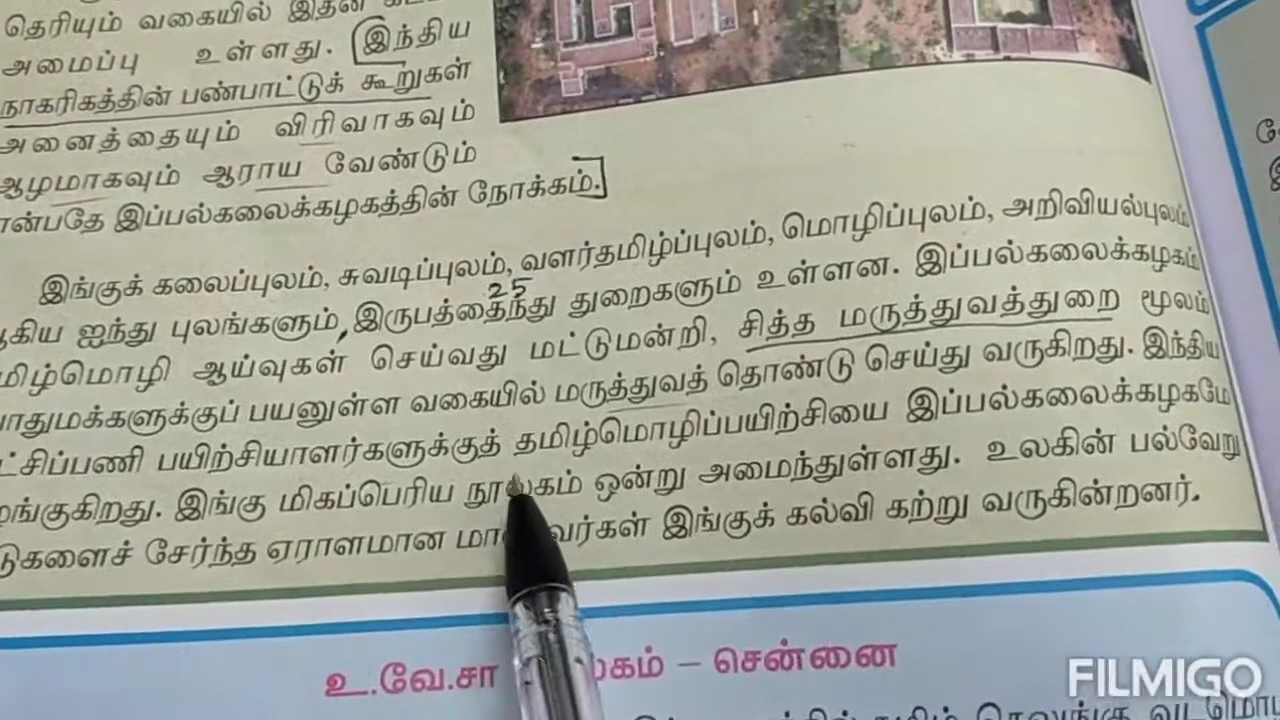 தெரியும் வகையில் இதன்
அமைப்பு உள்ளது. இந்திய
நாகரிகத்தின் பண்பாட்டுக் கூறுகள்
அனைத்தையும் விரிவாகவும்
ஆழமாகவும் ஆராய வேண்டும்
என்பதே இப்பல்கலைக்கழகத்தின் நோக்கம்.
இங்குக் கலைப்புலம், சுவடிப்புலம், வளர்தமிழ்ப்புலம், மொழிப்புலம், அறிவியல்புலம்
25
ஆகிய ஐந்து புலங்களும், இருபத்தைந்து துறைகளும் உள்ளன. இப்பல்கலைக்கழகம்
மிழ்மொழி ஆய்வுகள் செய்வது மட்டுமன்றி, சித்த மருத்துவத்துறை மூலம்
பாதுமக்களுக்குப் பயனுள்ள வகையில் மருத்துவத் தொண்டு செய்து வருகிறது. இந்திய
ட்சிப்பணி பயிற்சியாளர்களுக்குத் தமிழ்மொழிப்பயிற்சியை இப்பல்கலைக்கழகமே
ழங்குகிறது. இங்கு மிகப்பெரிய நூலகம் ஒன்று அமைந்துள்ளது. உலகின் பல்வேறு
டுகளைச் சேர்ந்த ஏராளமான மாணவர்கள் இங்குக் கல்வி கற்று வருகின்றனர்.
உ.வே.சா லகம் – சென்னை
தமிழ் தெலுங்கு வடமொ
FILMIGO